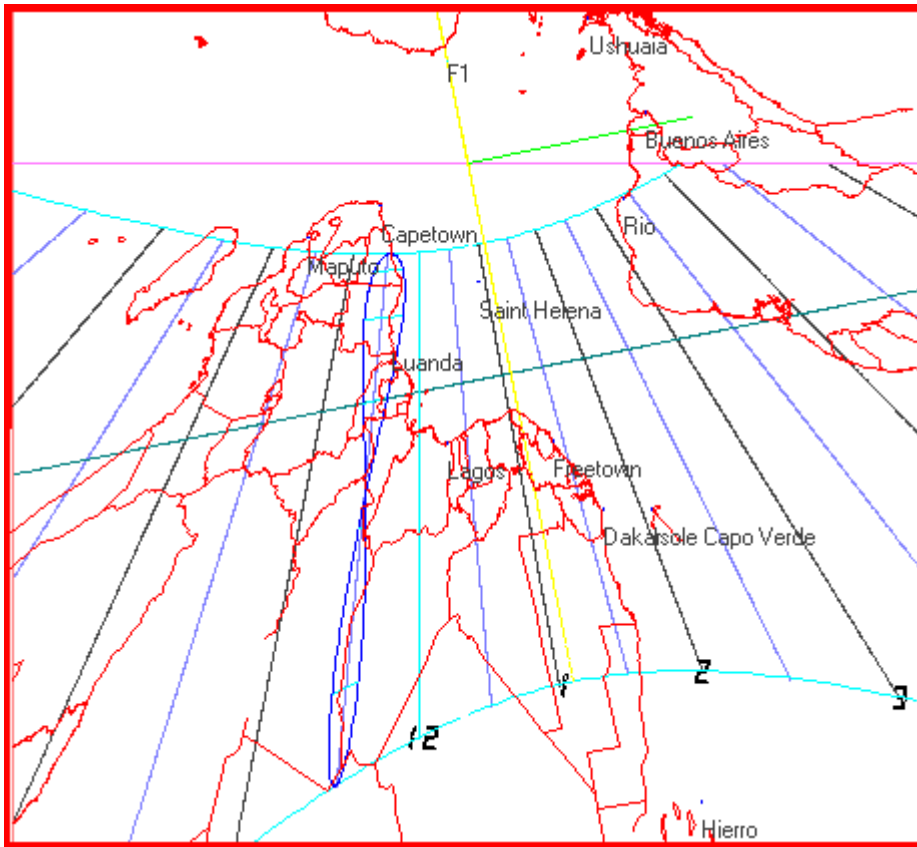 Ushuaia
F1
Buenos Aires
Rio
Capetown
Maputo
Saint Helena
Luanda
Lagos
Freetown
Dakar
Isole Capo Verde
1
2
3
12
Hierro